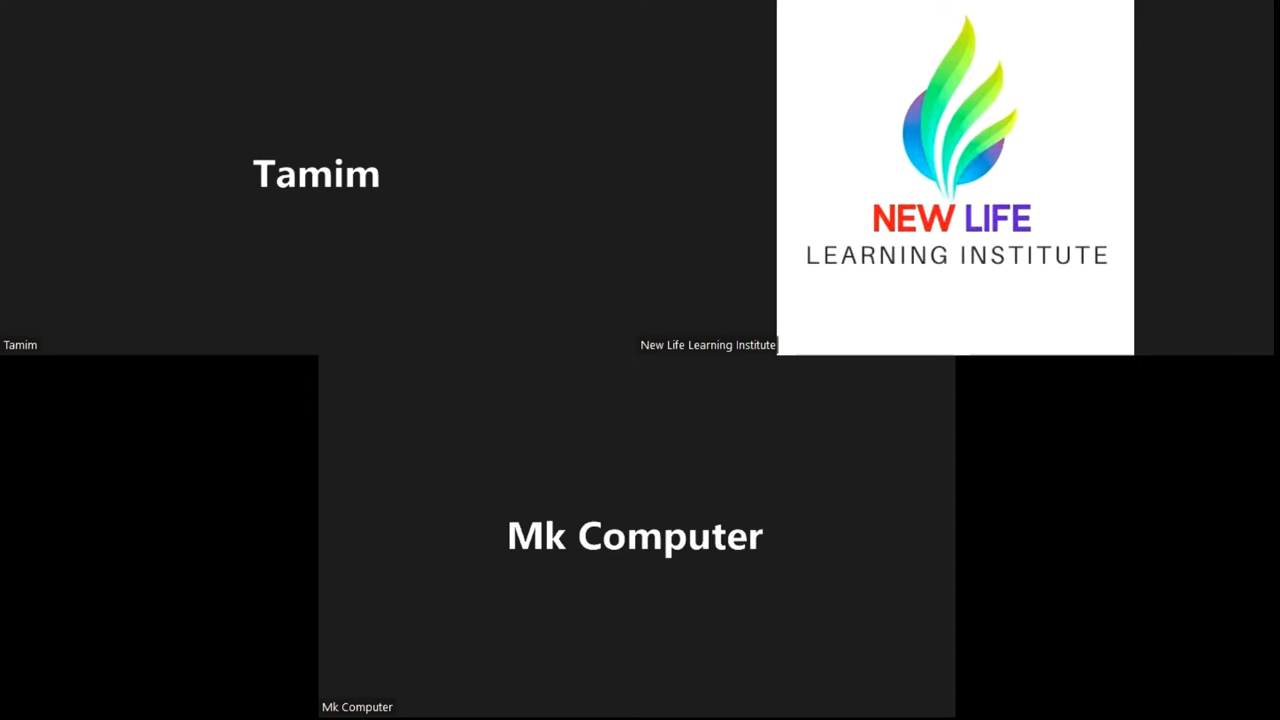 Tamim
NEW LIFE
LEARNING INSTITUTE
Tamim
New Life Learning Institute
Mk Computer
Mk Computer